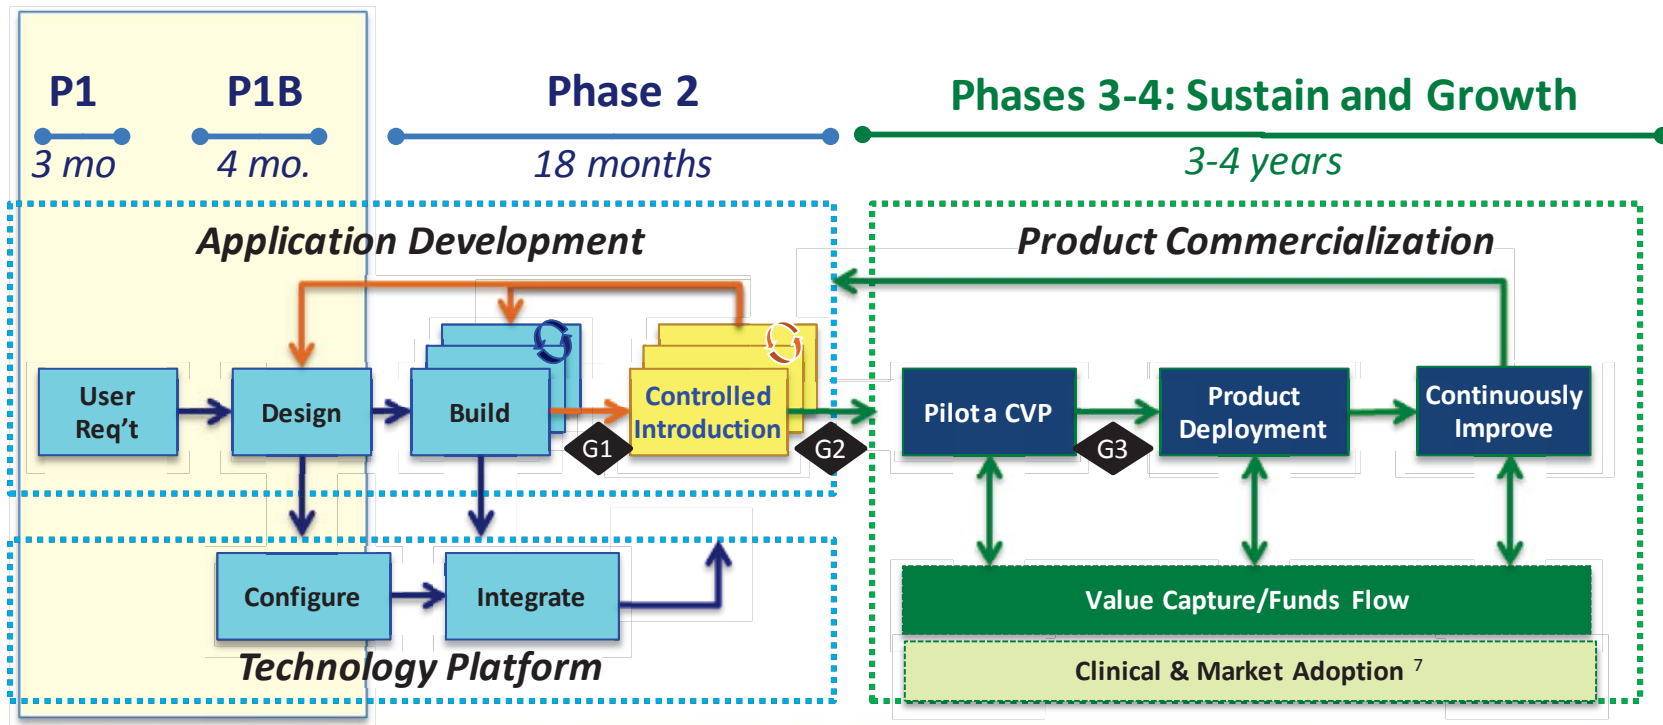 P1
P1B
Phase 2
Phases 3-4: Sustain and Growth
3 mo
4 mo.
18 months
3-4 years
Application Development
Product Commercialization
User
Req't
Design
Build
G1
Controlled
Introduction
G2
Pilot a CVP
G3
Product
Deployment
Continuously
Improve
Configure
Integrate
Technology Platform
Value Capture/Funds Flow
Clinical & Market Adoption 7